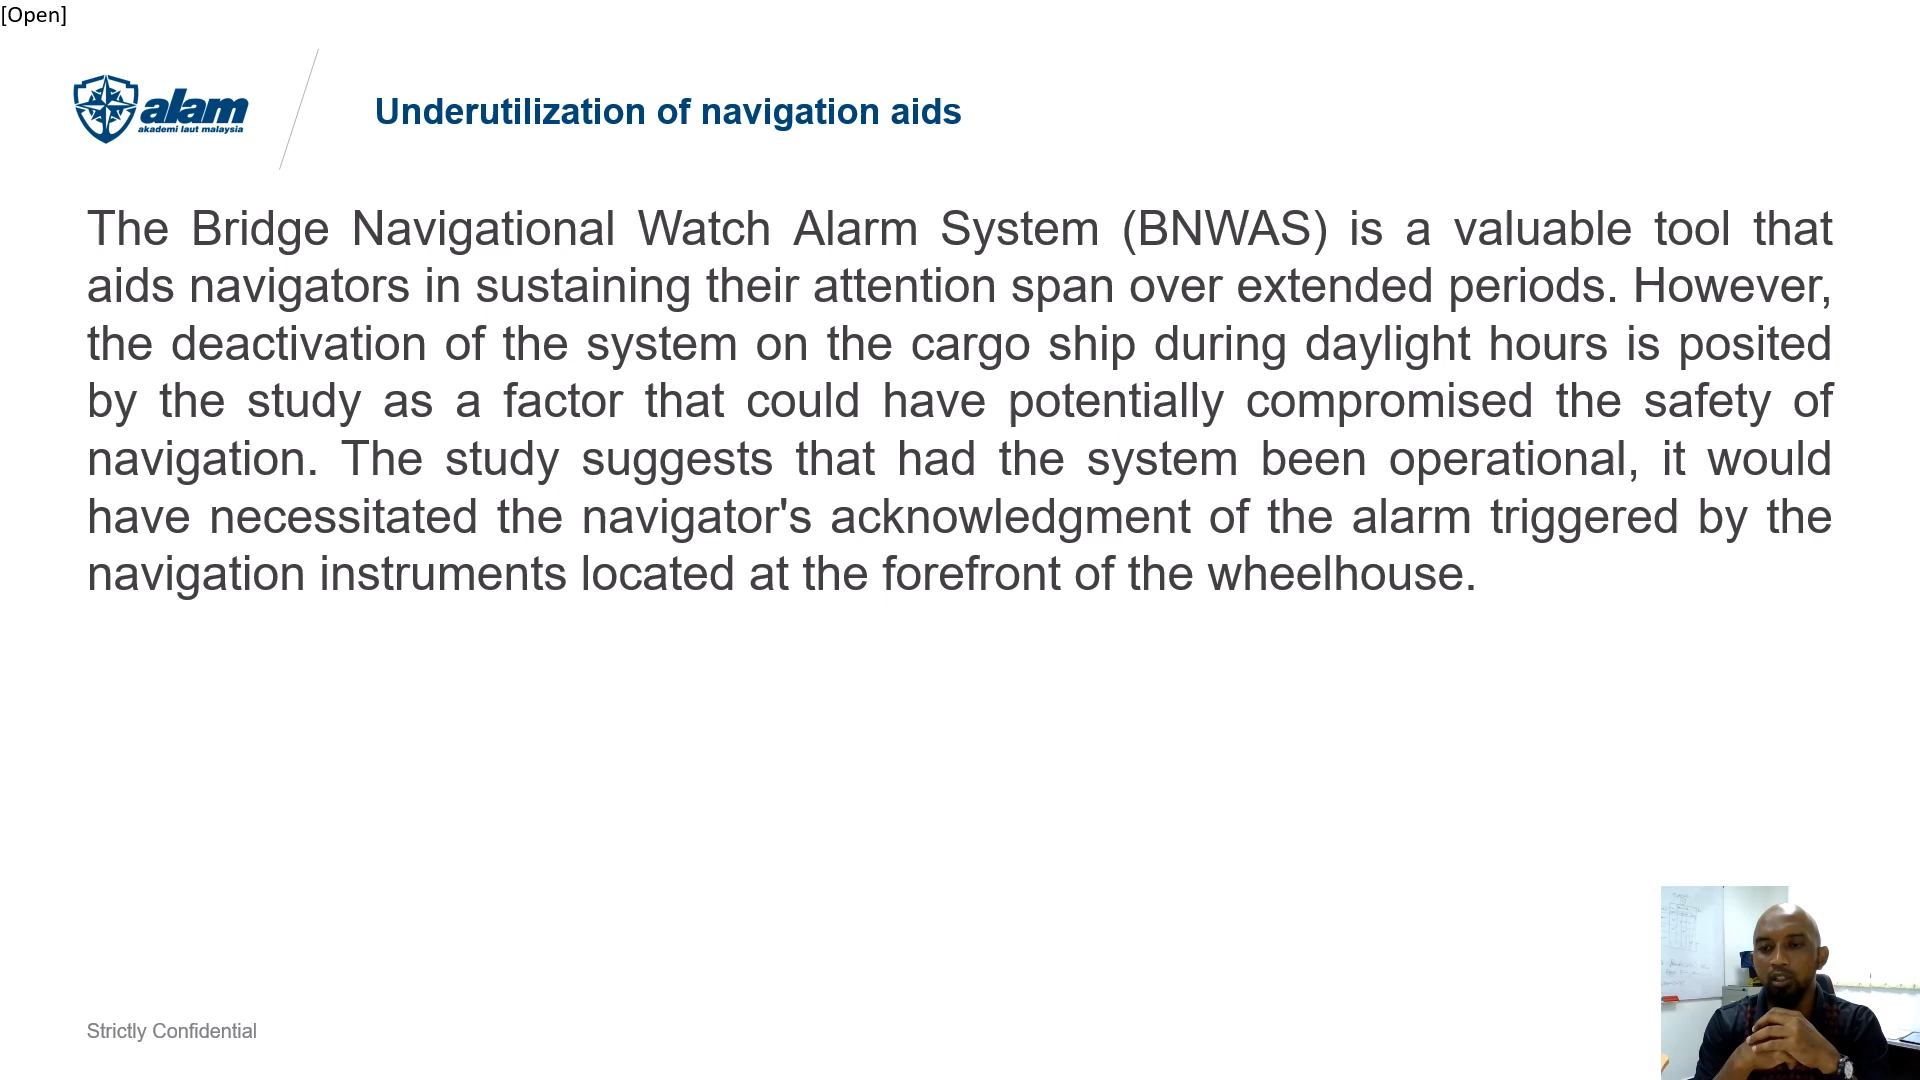 [Open]
alam
akademi laut malaysia
Underutilization of navigation aids
The Bridge Navigational Watch Alarm System (BNWAS) is a valuable tool that
aids navigators in sustaining their attention span over extended periods. However,
the deactivation of the system on the cargo ship during daylight hours is posited
by the study as a factor that could have potentially compromised the safety of
navigation. The study suggests that had the system been operational, it would
have necessitated the navigator's acknowledgment of the alarm triggered by the
navigation instruments located at the forefront of the wheelhouse.
Strictly Confidential